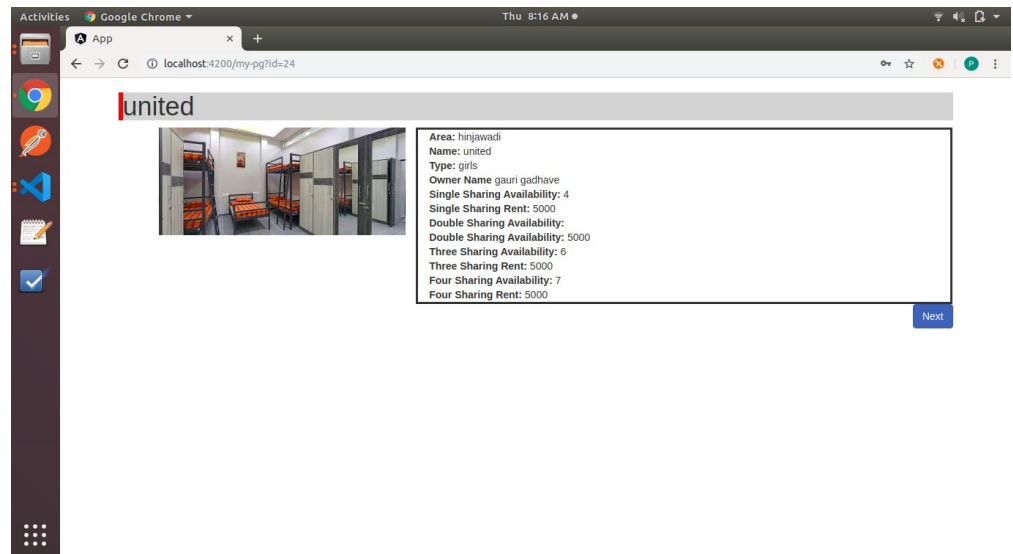 Activities Google Chrome Thu 8:16 AM
App
localhost:4200/my-pg?id=24
P
united
Area: hinjawadi
Name: united
Type: girls
Owner Name gauri gadhave
Single Sharing Availability: 4
Single Sharing Rent: 5000
Double Sharing Availability:
Double Sharing Availability: 5000
Three Sharing Availability: 6
Three Sharing Rent: 5000
Four Sharing Availability: 7
Four Sharing Rent: 5000
Next